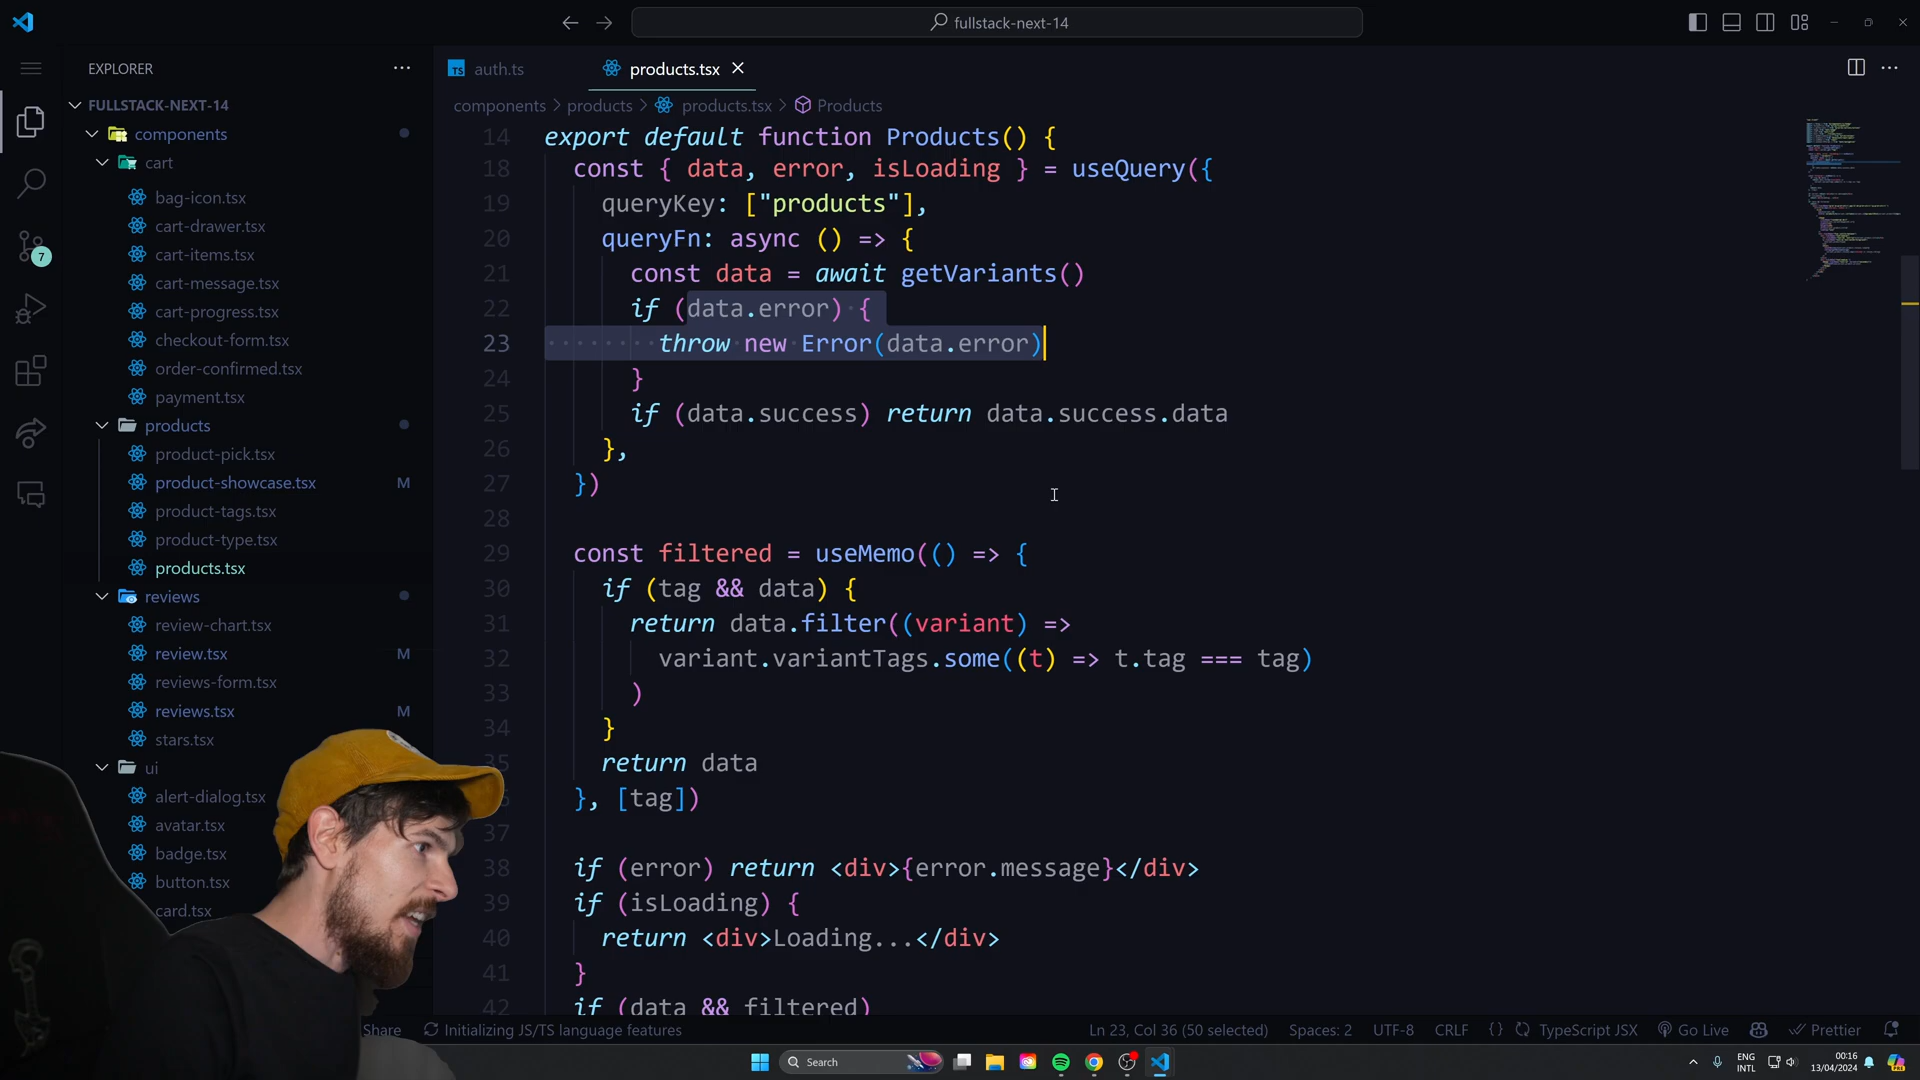 fullstack-next-14
EXPLORER
FULLSTACK-NEXT-14
components
cart
bag-icon.tsx
cart-drawer.tsx
cart-items.tsx
cart-message.tsx
cart-progress.tsx
checkout-form.tsx
order-confirmed.tsx
payment.tsx
products
product-pick.tsx
product-showcase.tsx M
product-tags.tsx
product-type.tsx
products.tsx
reviews
review-chart.tsx
review.tsx M
reviews-form.tsx
reviews.tsx M
stars.tsx
ui
alert-dialog.tsx
avatar.tsx
badge.tsx
button.tsx
card.tsx
7
TS auth.ts products.tsx
components > products > products.tsx > Products
14 export default function Products() {
18 const { data, error, isLoading } = useQuery({
19 queryKey: ["products"],
20 queryFn: async () => {
21 const data = await getVariants()
22 if (data.error) {
23 throw new Error(data.error)
24 }
25 if (data.success) return data.success.data
26 },
27 })
28
29 const filtered = useMemo(() => {
30 if (tag && data) {
31 return data.filter((variant) =>
32 variant.variantTags.some((t) => t.tag === tag)
33 )
34 }
35 return data
}, [tag])
37
38 if (error) return <div>{error.message}</div>
39 if (isLoading) {
40 return <div>Loading...</div>
41 }
42 if (data && filtered)
Share Initializing JS/TS language features Ln 23, Col 36 (50 selected) Spaces: 2 UTF-8 CRLF {} TypeScript JSX Go Live Prettier
Search
ENG
INTL
00:16
13/04/2024